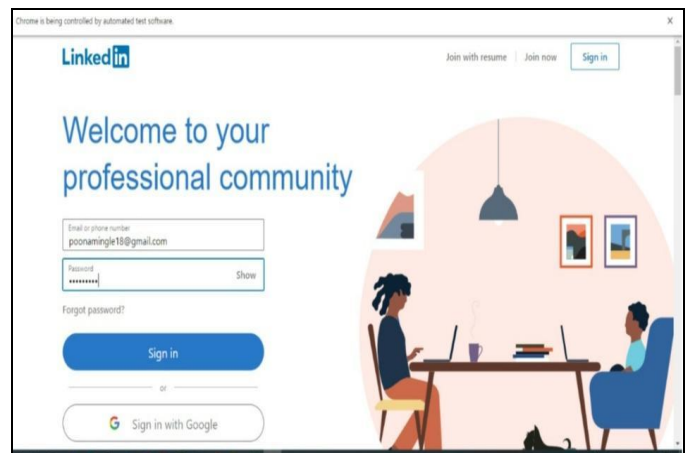 Chrome is being controlled by automated test software. X
Linked in
Join with resume | Join now Sign in
Welcome to your
professional community
Email or phone number
poonamingle18@gmail.com
Password
•••••••••
Show
Forgot password?
Sign in
or
G Sign in with Google